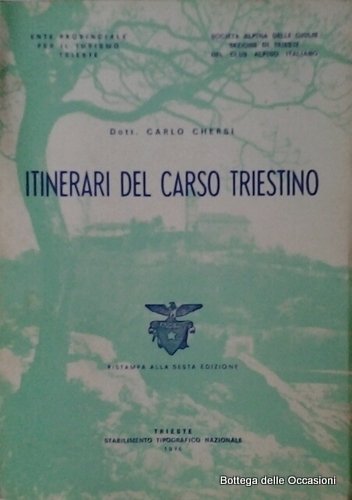 ENTE PROVINCIALE
PER IL TURISMO
TRIESTE
SOCIETÀ ALPINA DELLE GIULIE
SEZIONE DI TRIESTE
DEL CLUB ALPINO ITALIANO
Dott. CARLO CHERSI
ITINERARI DEL CARSO TRIESTINO
RISTAMPA ALLA SESTA EDIZIONE
TRIESTE
STABILIMENTO TIPOGRAFICO NAZIONALE
1976
Bottega delle Occasioni